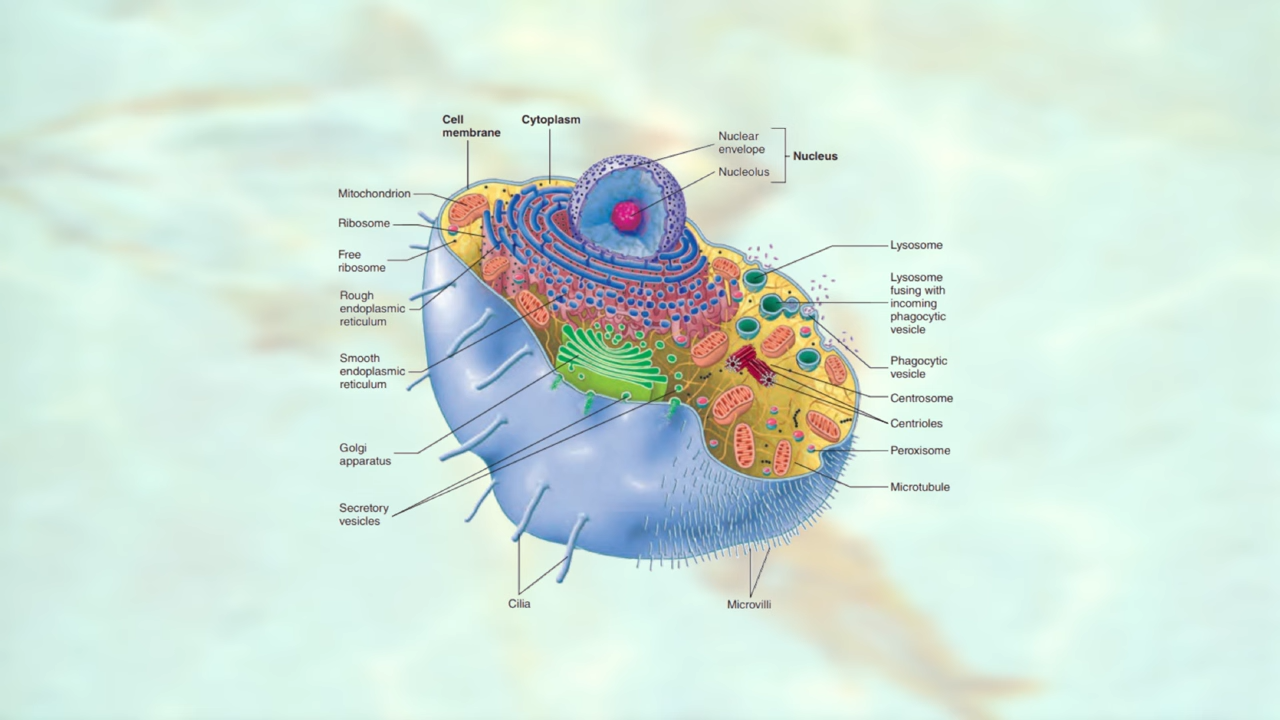 Cell
membrane
Cytoplasm
Nuclear
envelope
Nucleolus
Nucleus
Mitochondrion
Ribosome
Free
ribosome
Rough
endoplasmic
reticulum
Smooth
endoplasmic
reticulum
Golgi
apparatus
Secretory
vesicles
Lysosome
Lysosome
fusing with
incoming
phagocytic
vesicle
Phagocytic
vesicle
Centrosome
Centrioles
Peroxisome
Microtubule
Cilia
Microvilli